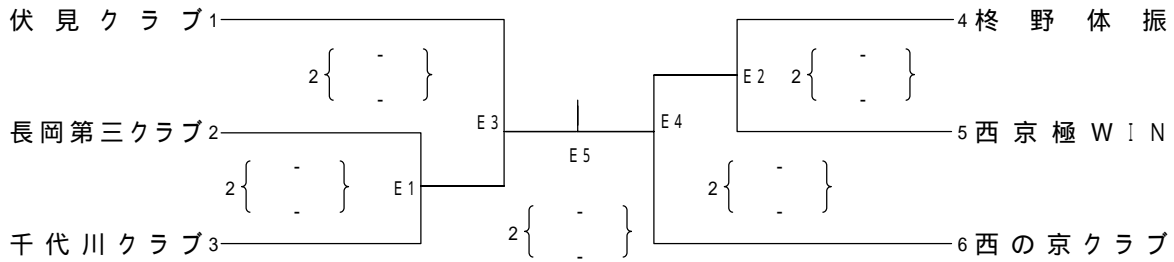 伏見クラブ 1
4 柊野体振
2 { - - }
E2
2 { - - }
E3
E4
長岡第三クラブ 2
5 西京極WIN
E5
2 { - - }
E1
2 { - - }
2 { - - }
千代川クラブ 3
6 西の京クラブ